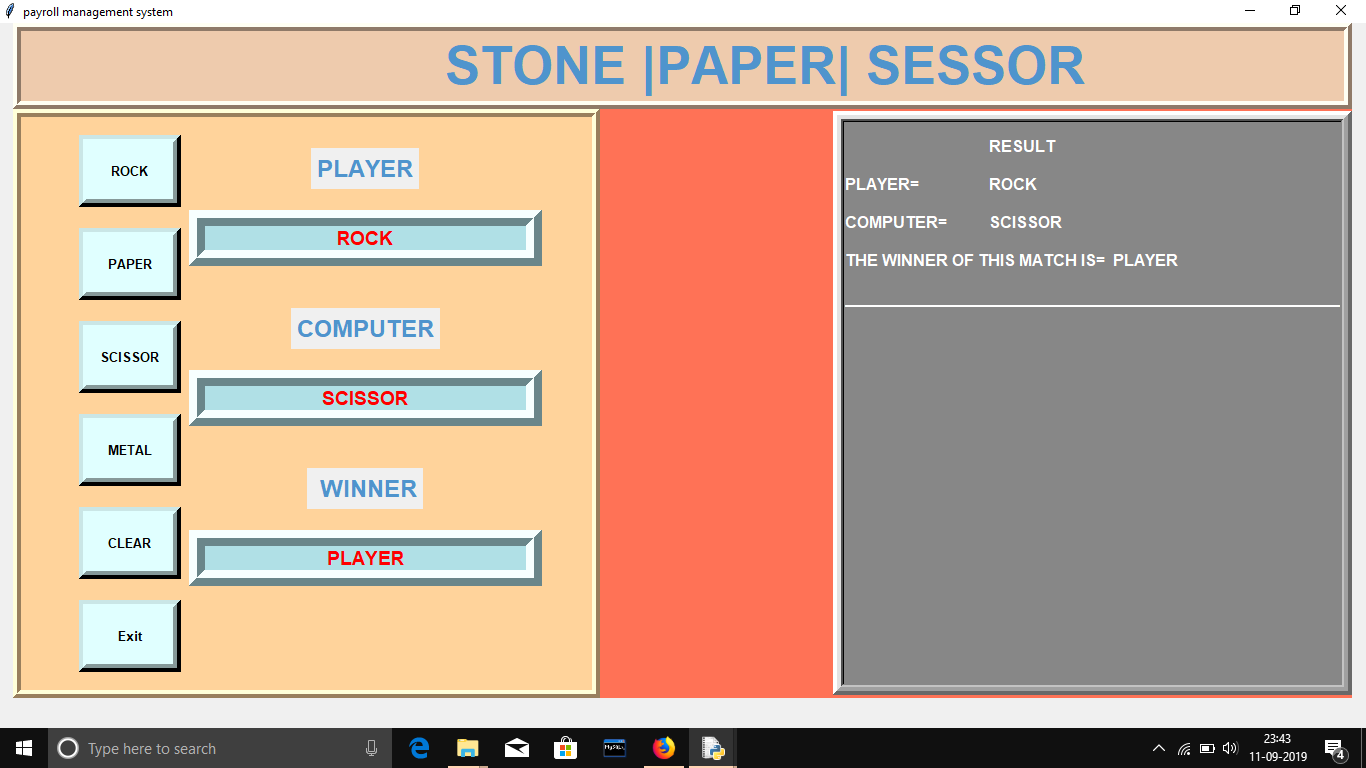 payroll management system
STONE |PAPER| SESSOR
ROCK
PAPER
SCISSOR
METAL
CLEAR
Exit
PLAYER
ROCK
COMPUTER
SCISSOR
WINNER
PLAYER
RESULT
PLAYER= ROCK
COMPUTER= SCISSOR
THE WINNER OF THIS MATCH IS= PLAYER
Type here to search
MySQL
23:43
11-09-2019
4